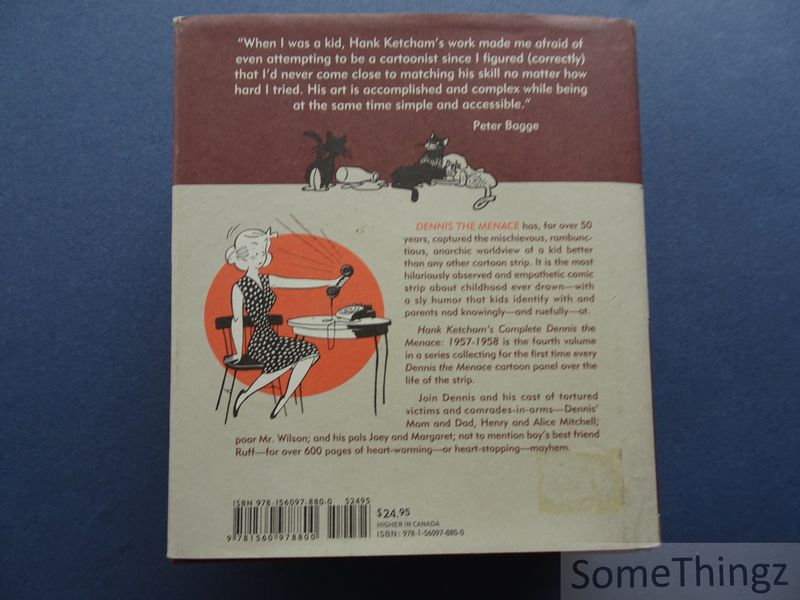 "When I was a kid, Hank Ketcham's work made me afraid of
even attempting to be a cartoonist since I figured (correctly)
that I'd never come close to matching his skill no matter how
hard I tried. His art is accomplished and complex while being
at the same time simple and accessible."
Peter Bagge
DENNIS THE MENACE has, for over 50
years, captured the mischievous, rambunc-
tious, anarchic worldview of a kid better
than any other cartoon strip. It is the most
hilariously observed and empathetic comic
strip about childhood ever drawn—with
a sly humor that kids identify with and
parents nod knowingly—and ruefully—at.
Hank Ketcham's Complete Dennis the
Menace: 1957-1958 is the fourth volume
in a series collecting for the first time every
Dennis the Menace cartoon panel over the
life of the strip.
Join Dennis and his cast of tortured
victims and comrades-in-arms—Dennis'
Mom and Dad, Henry and Alice Mitchell;
poor Mr. Wilson; and his pals Joey and Margaret; not to mention boy's best friend
Ruff—for over 600 pages of heart-warming—or heart-stopping—mayhem.
ISBN 978-156097-880-0 52495
9 781560 978800
$24.95
HIGHER IN CANADA
ISBN: 978-1-56097-880-0
SomeThingz